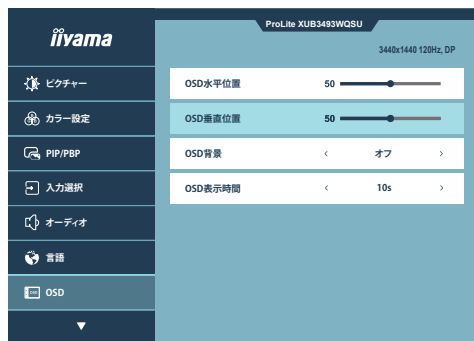 iiyama
ProLite XUB3493WQSU
3440x1440 120Hz, DP
ピクチャー
カラー設定
PIP/PBP
入力選択
オーディオ
言語
OSD
OSD水平位置 50
OSD垂直位置 50
OSD背景 ‹ オフ ›
OSD表示時間 ‹ 10s ›